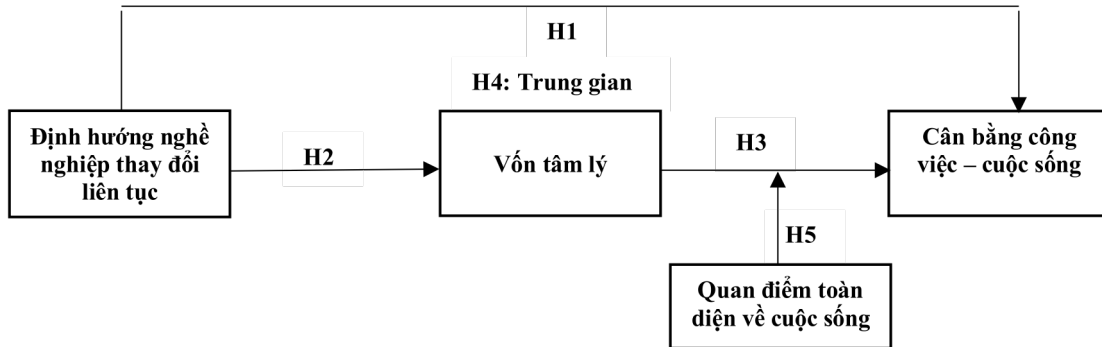 H1
H4: Trung gian
Định hướng nghề
nghiệp thay đổi
liên tục
H2
Vốn tâm lý
H3
Cân bằng công
việc – cuộc sống
H5
Quan điểm toàn
diện về cuộc sống